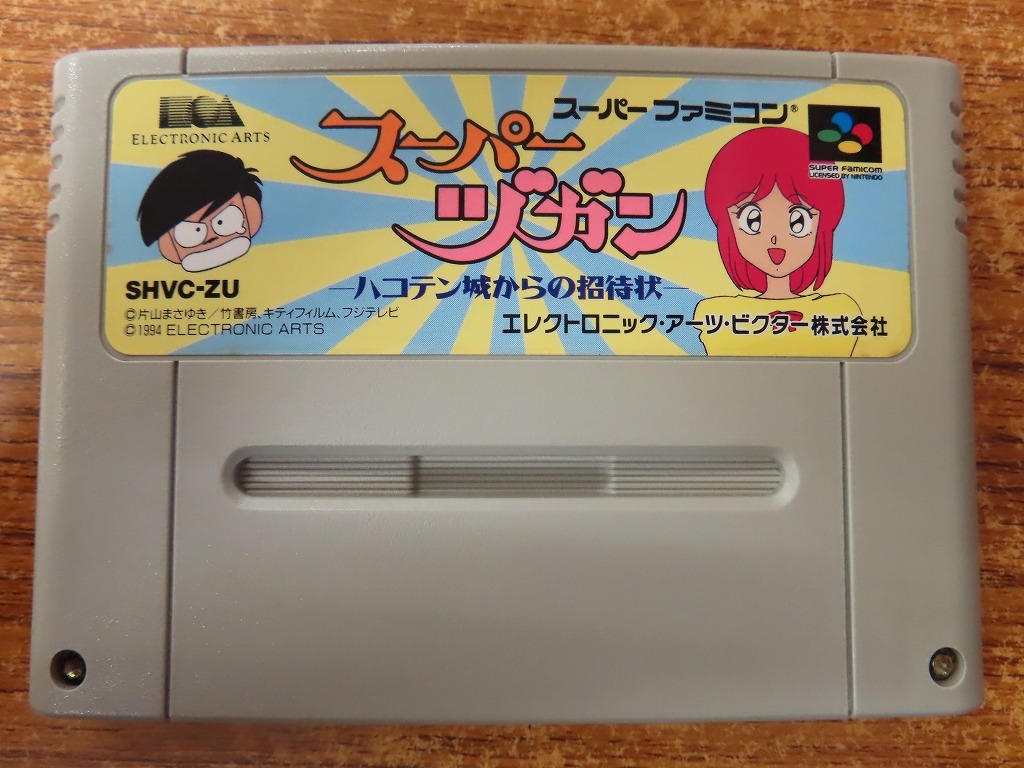 EA
ELECTRONIC ARTS
スーパーファミコン®
スーパー
ヅガン
SUPER FAMICOM
LICENSED BY NINTENDO
―ハコテン城からの招待状―
SHVC-ZU
©片山まさゆき/竹書房、キティフィルム、フジテレビ
©1994 ELECTRONIC ARTS
エレクトロニック・アーツ・ビクター株式会社